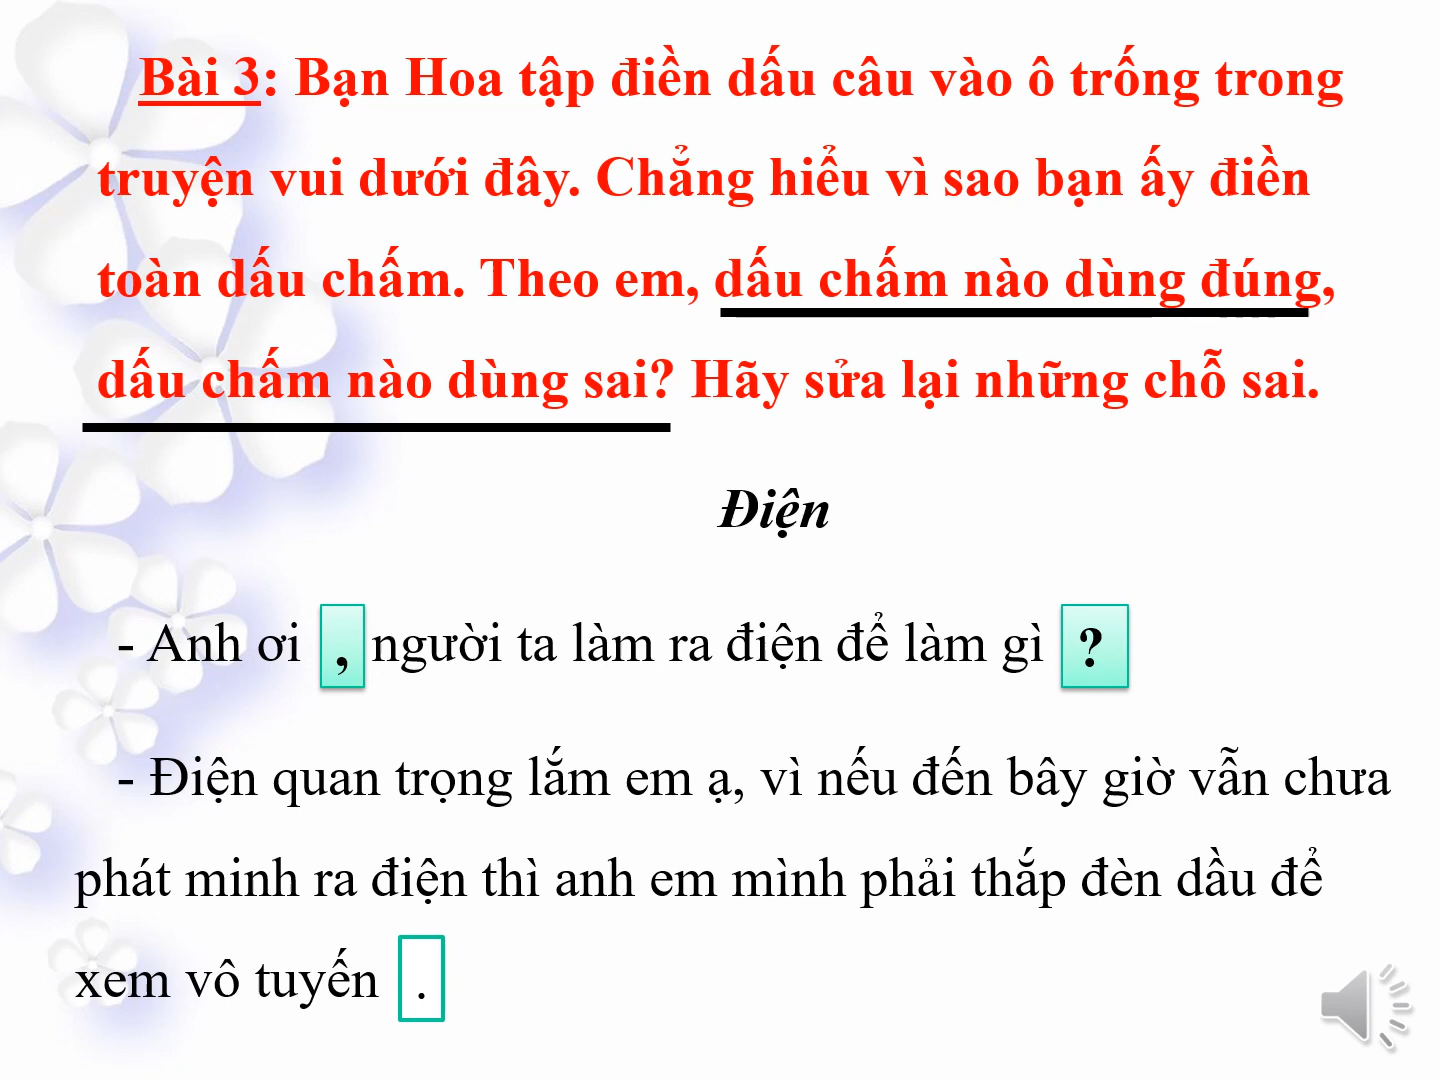 Bài 3: Bạn Hoa tập điền dấu câu vào ô trống trong
truyện vui dưới đây. Chẳng hiểu vì sao bạn ấy điền
toàn dấu chấm. Theo em, dấu chấm nào dùng đúng,
dấu chấm nào dùng sai? Hãy sửa lại những chỗ sai.
Điện
- Anh ơi , người ta làm ra điện để làm gì ?
- Điện quan trọng lắm em ạ, vì nếu đến bây giờ vẫn chưa
phát minh ra điện thì anh em mình phải thắp đèn dầu để
xem vô tuyến .